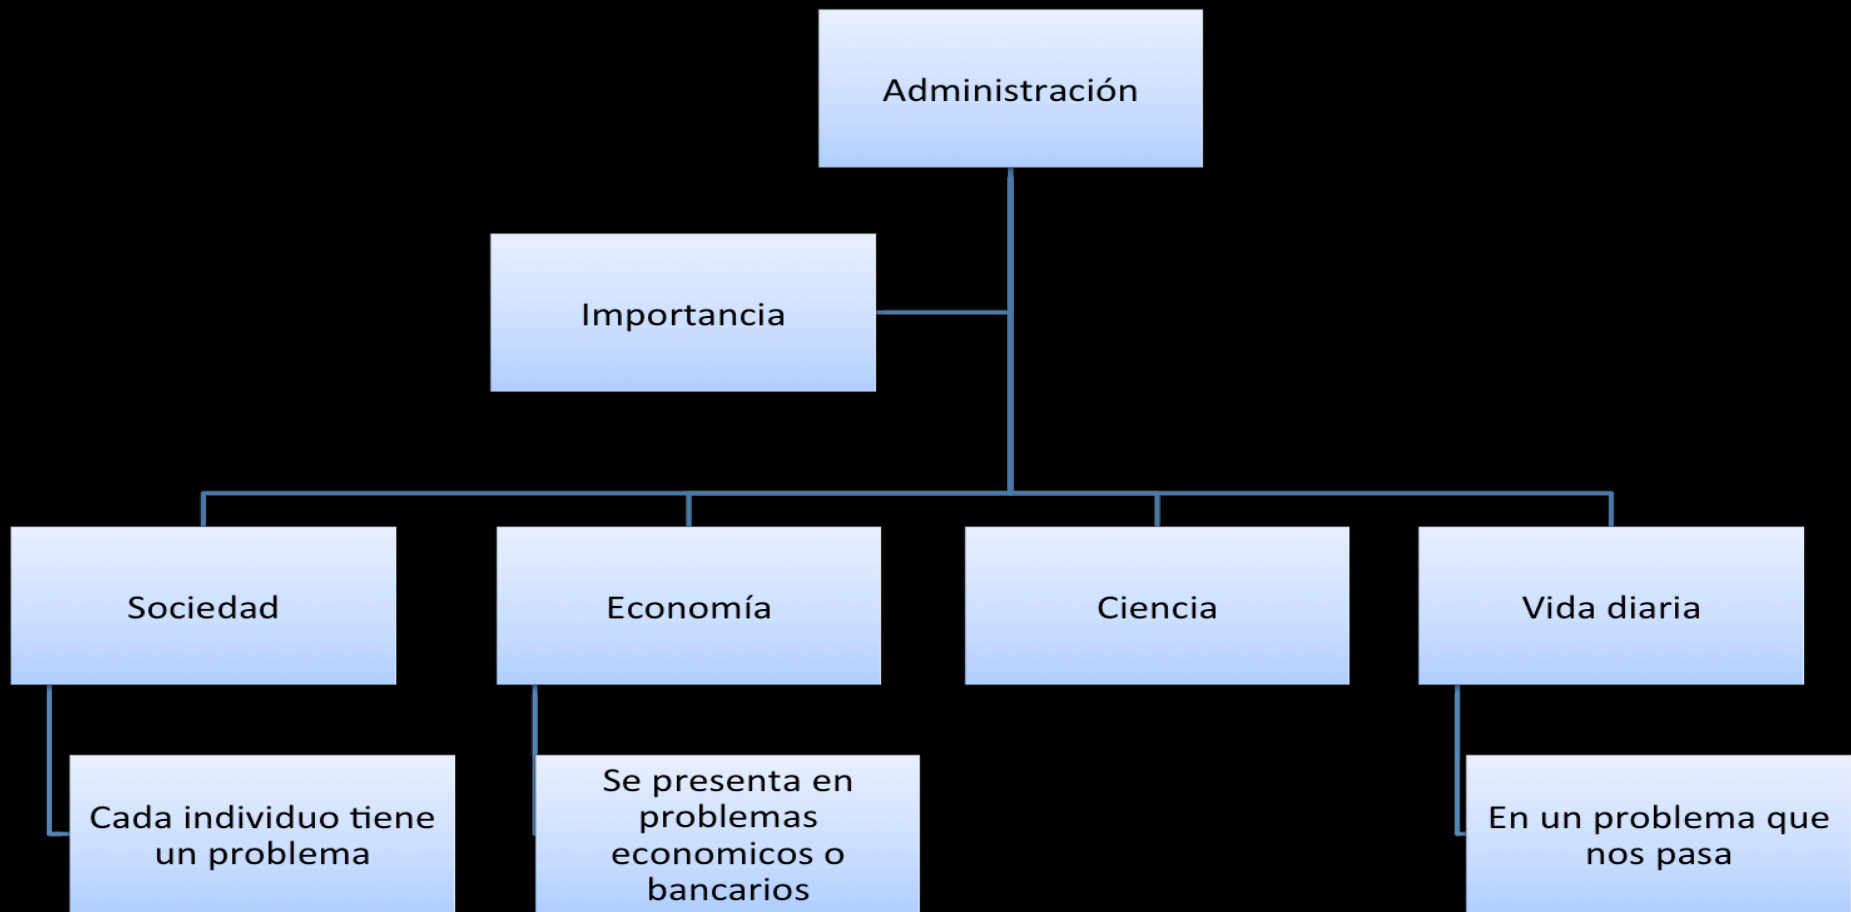 Administración
Importancia
Sociedad
Economía
Ciencia
Vida diaria
Cada individuo tiene
un problema
Se presenta en
problemas
economicos o
bancarios
En un problema que
nos pasa